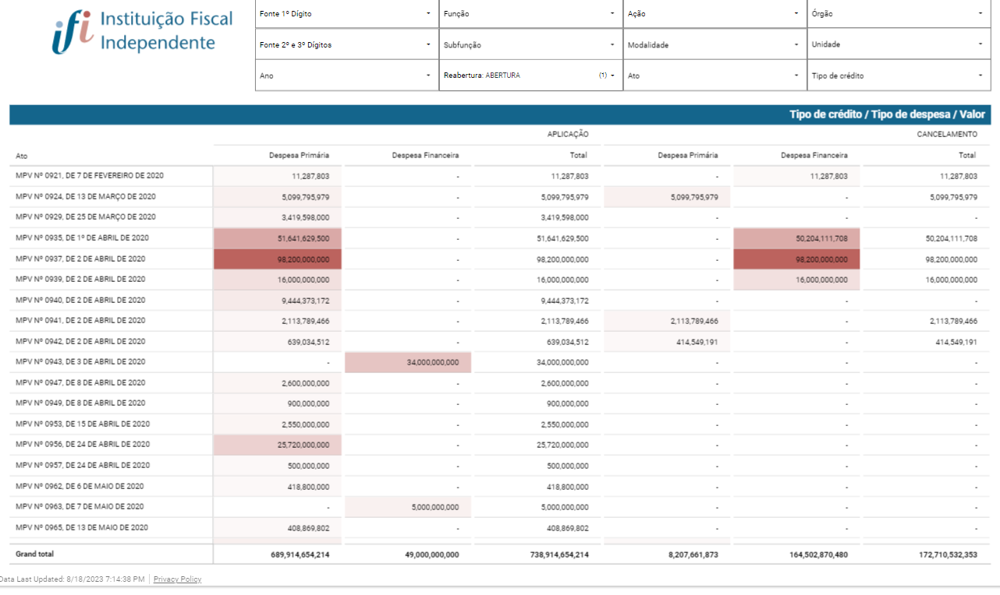 ifi Instituição Fiscal
Independente
Fonte 1º Dígito Função Ação Órgão
Fonte 2º e 3º Dígitos Subfunção Modalidade Unidade
Ano Reabertura: ABERTURA (1) Ato Tipo de crédito
Tipo de crédito / Tipo de despesa / Valor
APLICAÇÃO CANCELAMENTO
Ato Despesa Primária Despesa Financeira Total Despesa Primária Despesa Financeira Total
MPV Nº 0921, DE 7 DE FEVEREIRO DE 2020 11,287,803 - 11,287,803 - 11,287,803 11,287,803
MPV Nº 0924, DE 13 DE MARÇO DE 2020 5,099,795,979 - 5,099,795,979 5,099,795,979 - 5,099,795,979
MPV Nº 0929, DE 25 DE MARÇO DE 2020 3,419,598,000 - 3,419,598,000 - - -
MPV Nº 0935, DE 1º DE ABRIL DE 2020 51,641,629,500 - 51,641,629,500 - 50,204,111,708 50,204,111,708
MPV Nº 0937, DE 2 DE ABRIL DE 2020 98,200,000,000 - 98,200,000,000 - 98,200,000,000 98,200,000,000
MPV Nº 0939, DE 2 DE ABRIL DE 2020 16,000,000,000 - 16,000,000,000 - 16,000,000,000 16,000,000,000
MPV Nº 0940, DE 2 DE ABRIL DE 2020 9,444,373,172 - 9,444,373,172 - - -
MPV Nº 0941, DE 2 DE ABRIL DE 2020 2,113,789,466 - 2,113,789,466 2,113,789,466 - 2,113,789,466
MPV Nº 0942, DE 2 DE ABRIL DE 2020 639,034,512 - 639,034,512 414,549,191 - 414,549,191
MPV Nº 0943, DE 3 DE ABRIL DE 2020 - 34,000,000,000 34,000,000,000 - - -
MPV Nº 0947, DE 8 DE ABRIL DE 2020 2,600,000,000 - 2,600,000,000 - - -
MPV Nº 0949, DE 8 DE ABRIL DE 2020 900,000,000 - 900,000,000 - - -
MPV Nº 0953, DE 15 DE ABRIL DE 2020 2,550,000,000 - 2,550,000,000 - - -
MPV Nº 0956, DE 24 DE ABRIL DE 2020 25,720,000,000 - 25,720,000,000 - - -
MPV Nº 0957, DE 24 DE ABRIL DE 2020 500,000,000 - 500,000,000 - - -
MPV Nº 0962, DE 6 DE MAIO DE 2020 418,800,000 - 418,800,000 - - -
MPV Nº 0963, DE 7 DE MAIO DE 2020 - 5,000,000,000 5,000,000,000 - - -
MPV Nº 0965, DE 13 DE MAIO DE 2020 408,869,802 - 408,869,802 - - -
Grand total 689,914,654,214 49,000,000,000 738,914,654,214 8,207,661,873 164,502,870,480 172,710,532,353
Data Last Updated: 8/18/2023 7:14:38 PM Privacy Policy